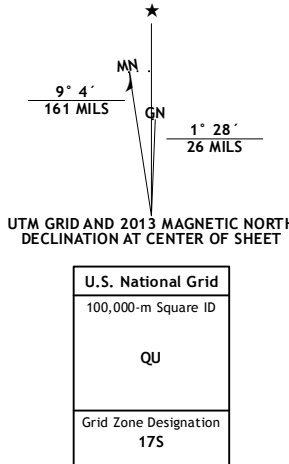 ★
MN
GN
9° 4´
161 MILS
1° 28´
26 MILS
UTM GRID AND 2013 MAGNETIC NORTH
DECLINATION AT CENTER OF SHEET
U.S. National Grid
100,000-m Square ID
QU
Grid Zone Designation
17S